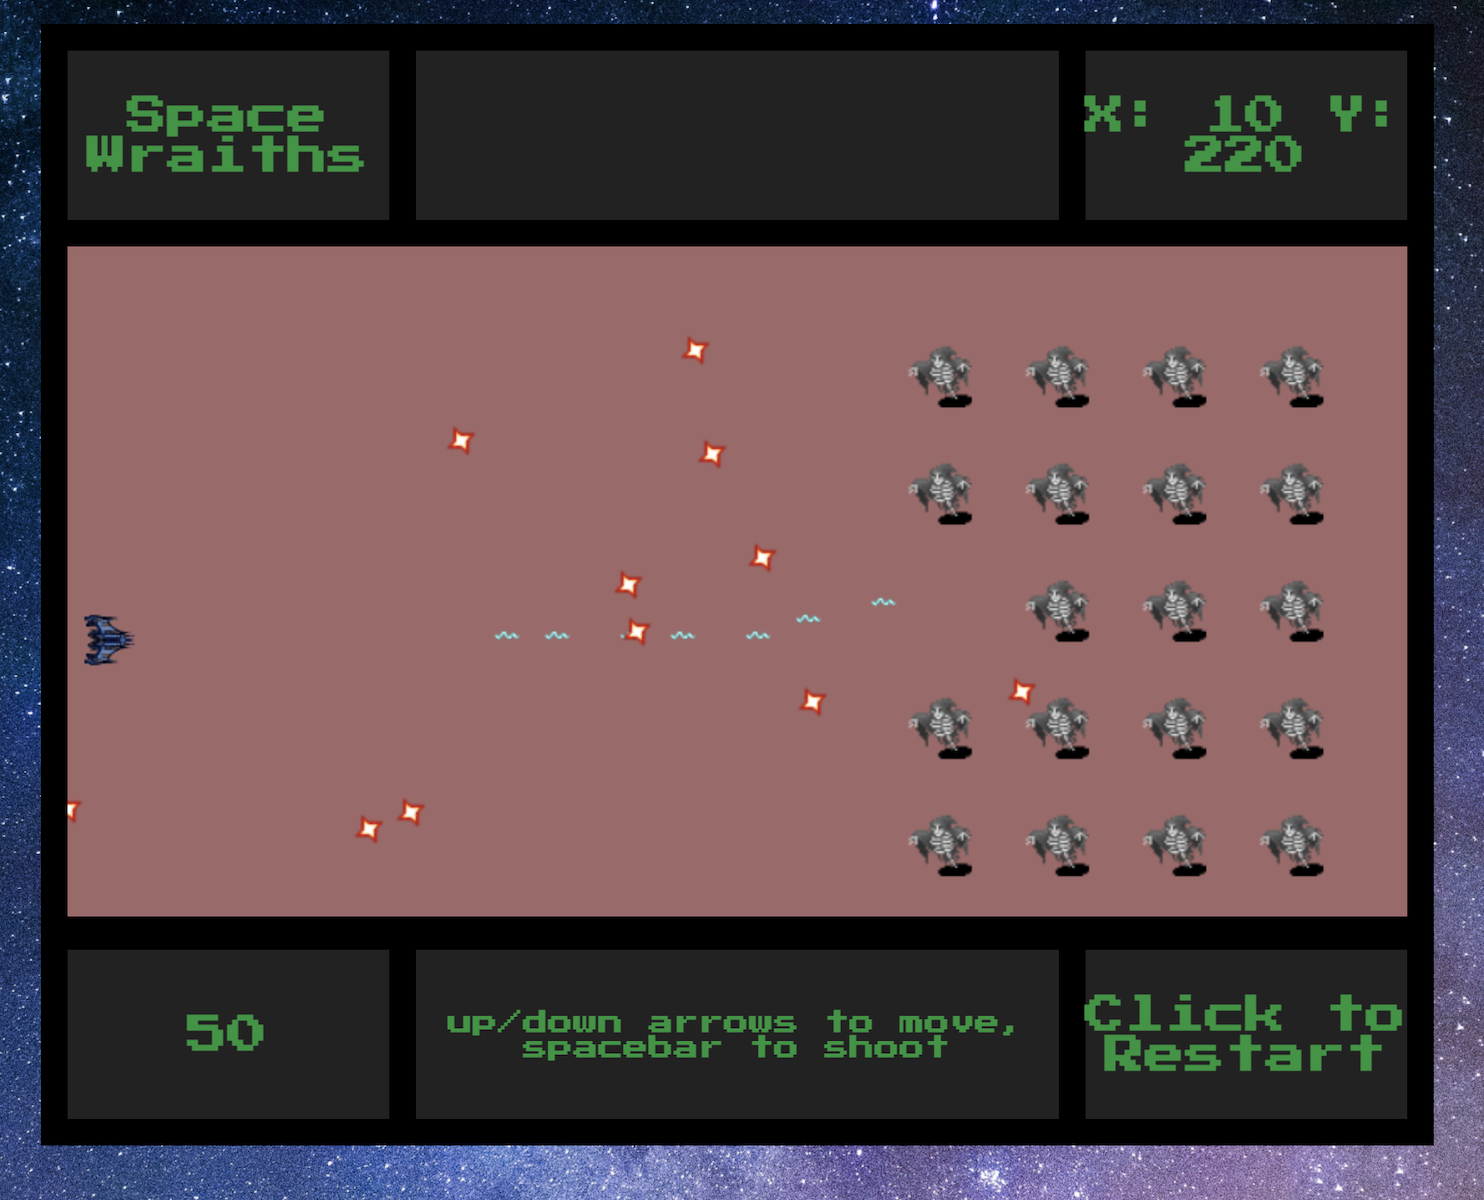 Space
Wraiths
X: 10 Y:
220
50
up/down arrows to move,
spacebar to shoot
Click to
Restart